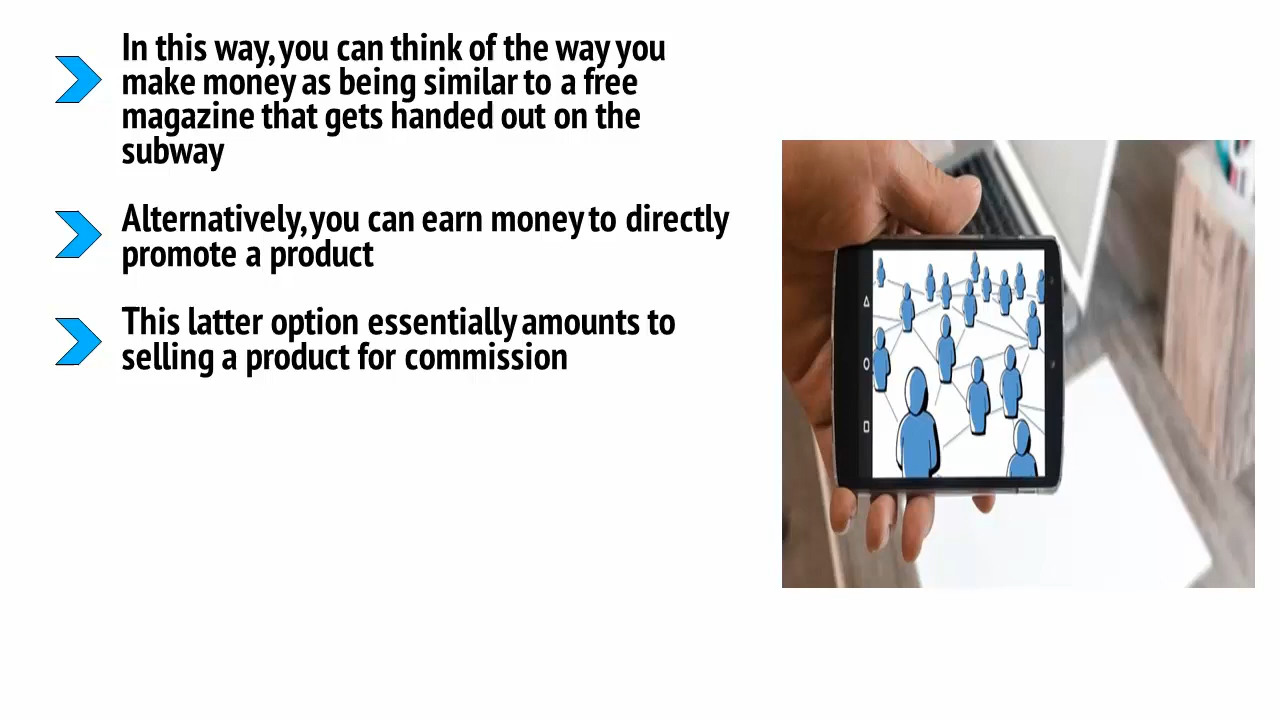 In this way, you can think of the way you
make money as being similar to a free
magazine that gets handed out on the
subway
Alternatively, you can earn money to directly
promote a product
This latter option essentially amounts to
selling a product for commission